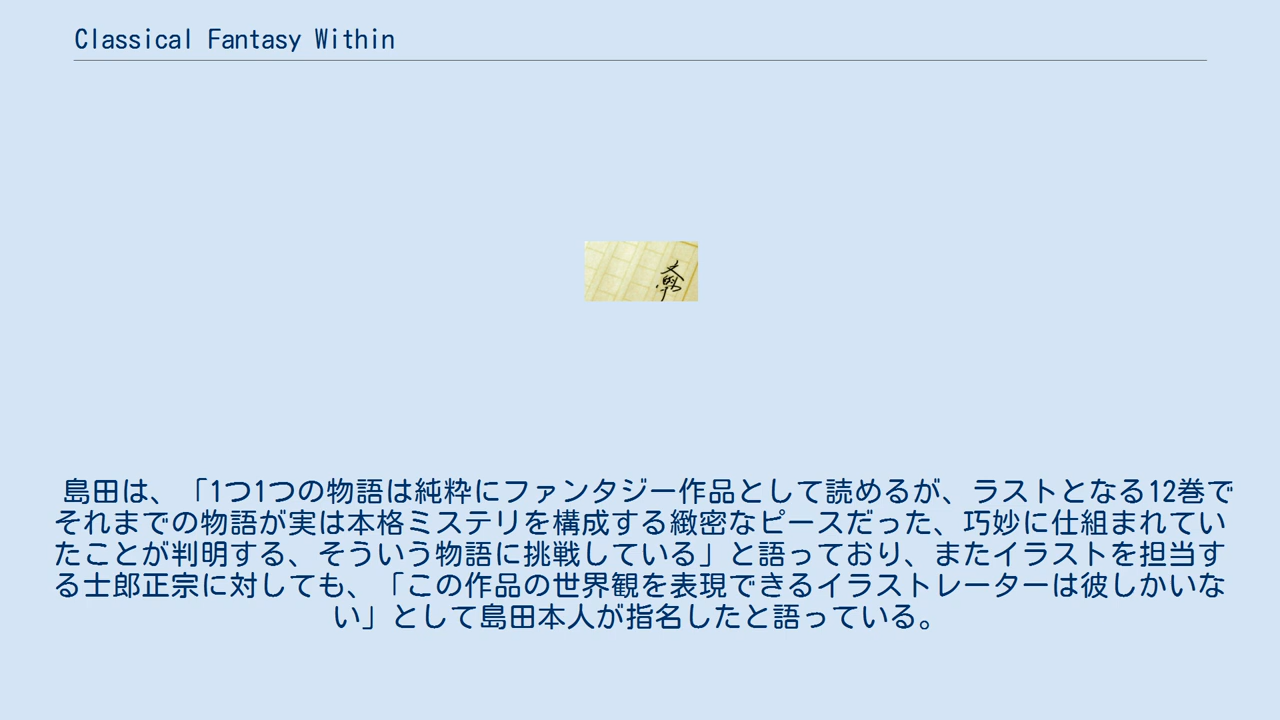 Classical Fantasy Within
島田は、「1つ1つの物語は純粋にファンタジー作品として読めるが、ラストとなる12巻で
それまでの物語が実は本格ミステリを構成する緻密なピースだった、巧妙に仕組まれてい
たことが判明する、そういう物語に挑戦している」と語っており、またイラストを担当す
る士郎正宗に対しても、「この作品の世界観を表現できるイラストレーターは彼しかいな
い」として島田本人が指名したと語っている。